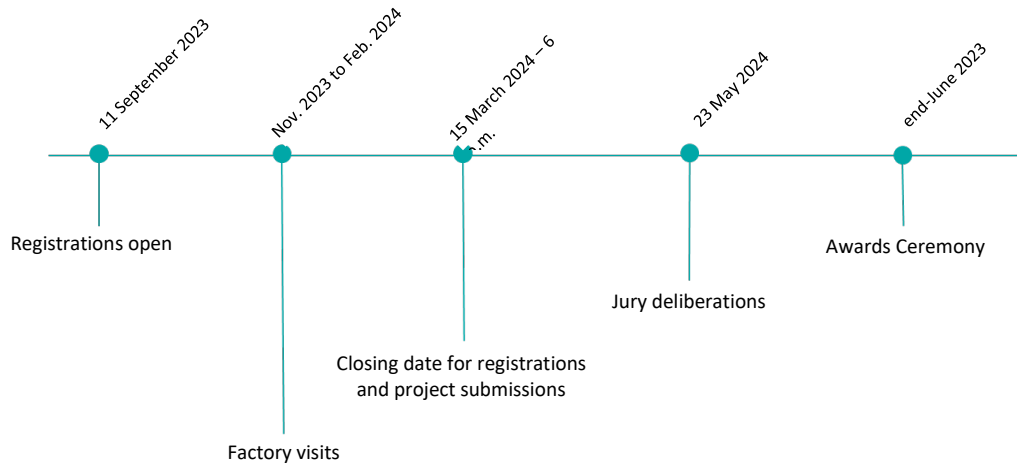 11 September 2023
Nov. 2023 to Feb. 2024
15 March 2024 – 6
23 May 2024
end-June 2023
Registrations open
Awards Ceremony
Jury deliberations
Closing date for registrations
and project submissions
Factory visits